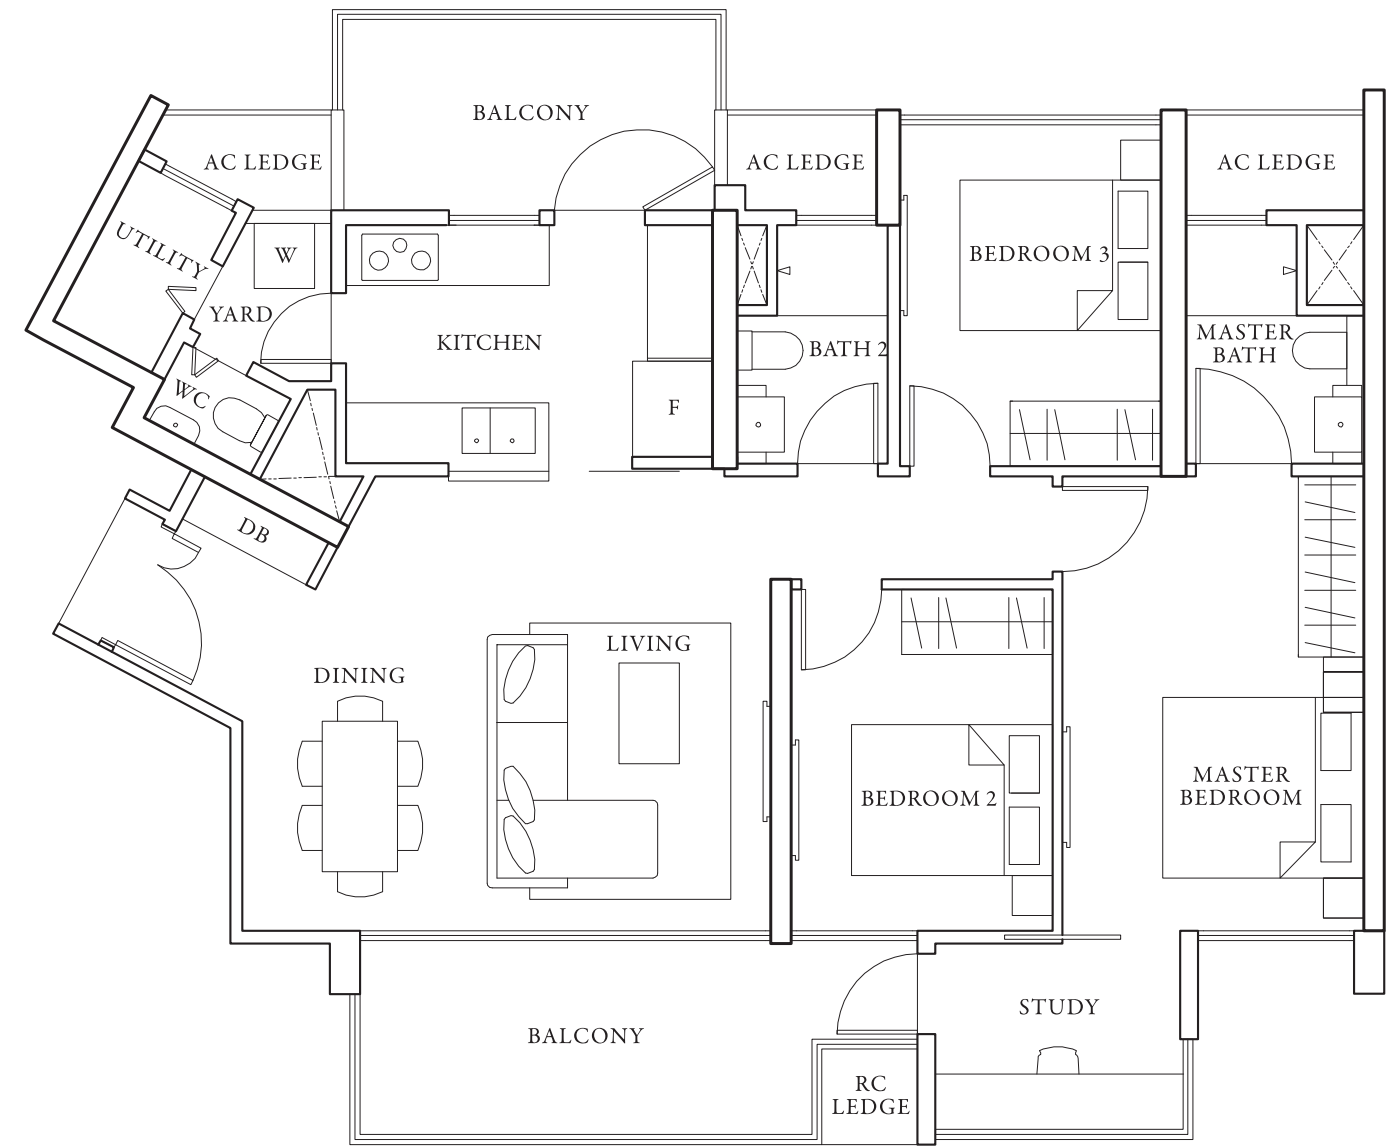 BALCONY
AC LEDGE
AC LEDGE
AC LEDGE
UTILITY
W
BEDROOM 3
YARD
KITCHEN
BATH 2
MASTER
BATH
WC
F
DB
LIVING
DINING
BEDROOM 2
MASTER
BEDROOM
BALCONY
STUDY
RC
LEDGE